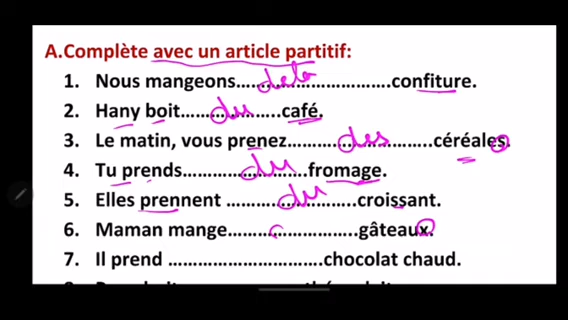 A.Complète avec un article partitif:
1. Nous mangeons......de la......confiture.
2. Hany boit......du......café.
3. Le matin, vous prenez......des......céréales.
4. Tu prends......du......fromage.
5. Elles prennent ......du......croissant.
6. Maman mange............gâteaux.
7. Il prend ............chocolat chaud.